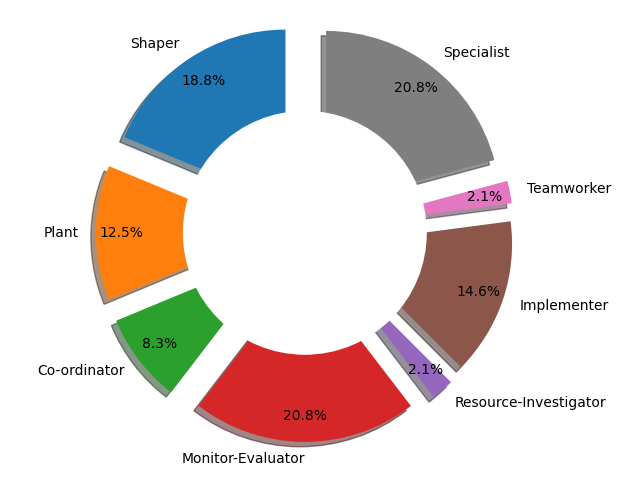 Shaper
18.8%
Specialist
20.8%
Teamworker
2.1%
Plant
12.5%
Implementer
14.6%
Co-ordinator
8.3%
Resource-Investigator
2.1%
Monitor-Evaluator
20.8%